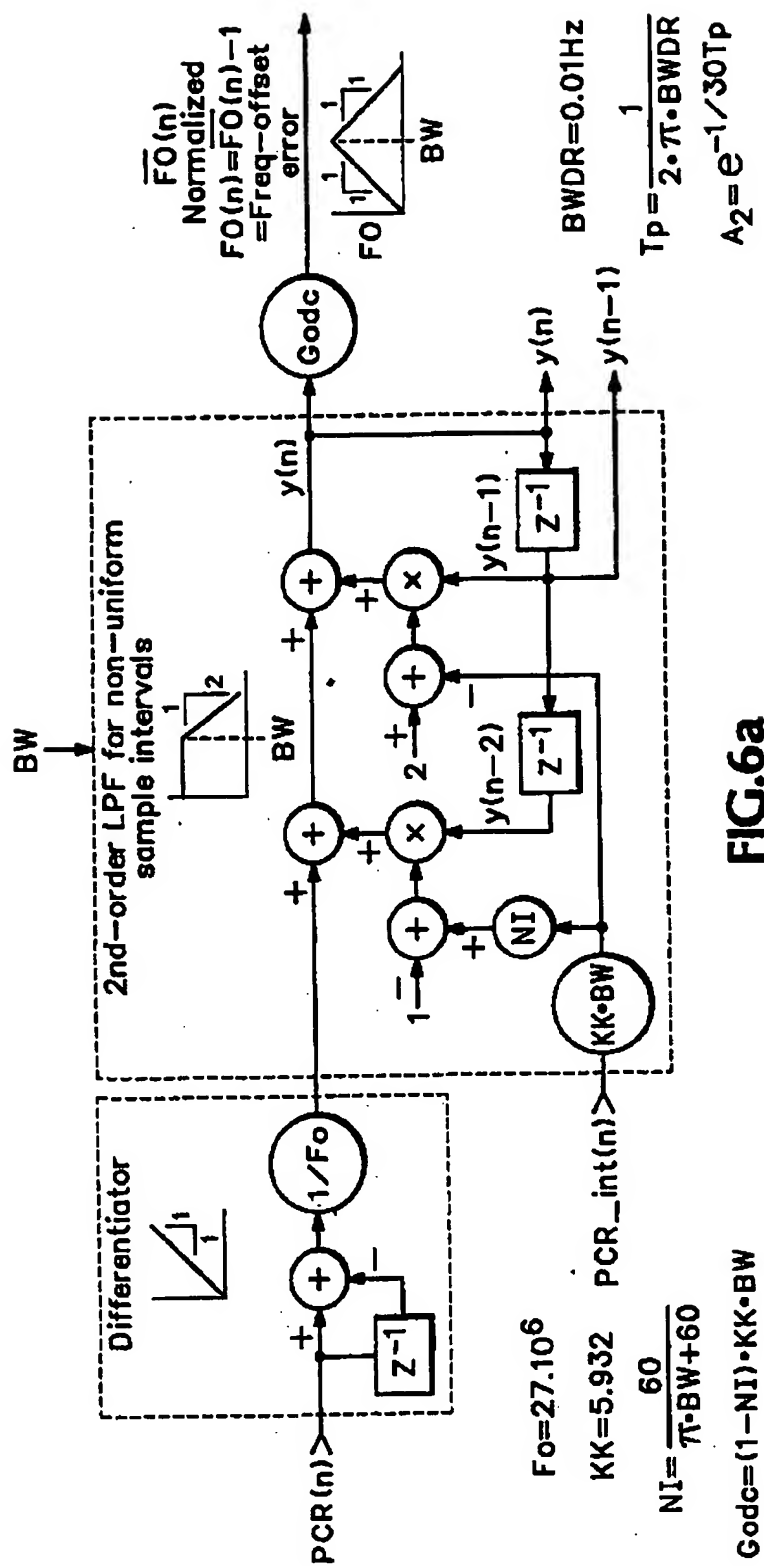 BW
2nd-order LPF for non-uniform
sample intervals
1
2
BW
Differentiator
1
1
PCR(n)>
+
+
−
Z⁻¹
1/Fo
+
+
+
+
+
y(n)
×
+
×
+
1
−
+
+
NI
y(n-2)
Z⁻¹
2
+
+
−
y(n-1)
Z⁻¹
PCR_int(n)>
KK•BW
y(n)
y(n-1)
Godc
F̅O̅(n)
Normalized
FO(n)=F̅O̅(n)-1
=Freq-offset
error
FO
1
1
1
1
BW
Fo=27.10⁶
KK=5.932
NI=60/π•BW+60
Godc=(1-NI)•KK•BW
BWDR=0.01Hz
Tp=1/2•π•BWDR
A₂=e⁻¹/³⁰Tp
FIG.6a